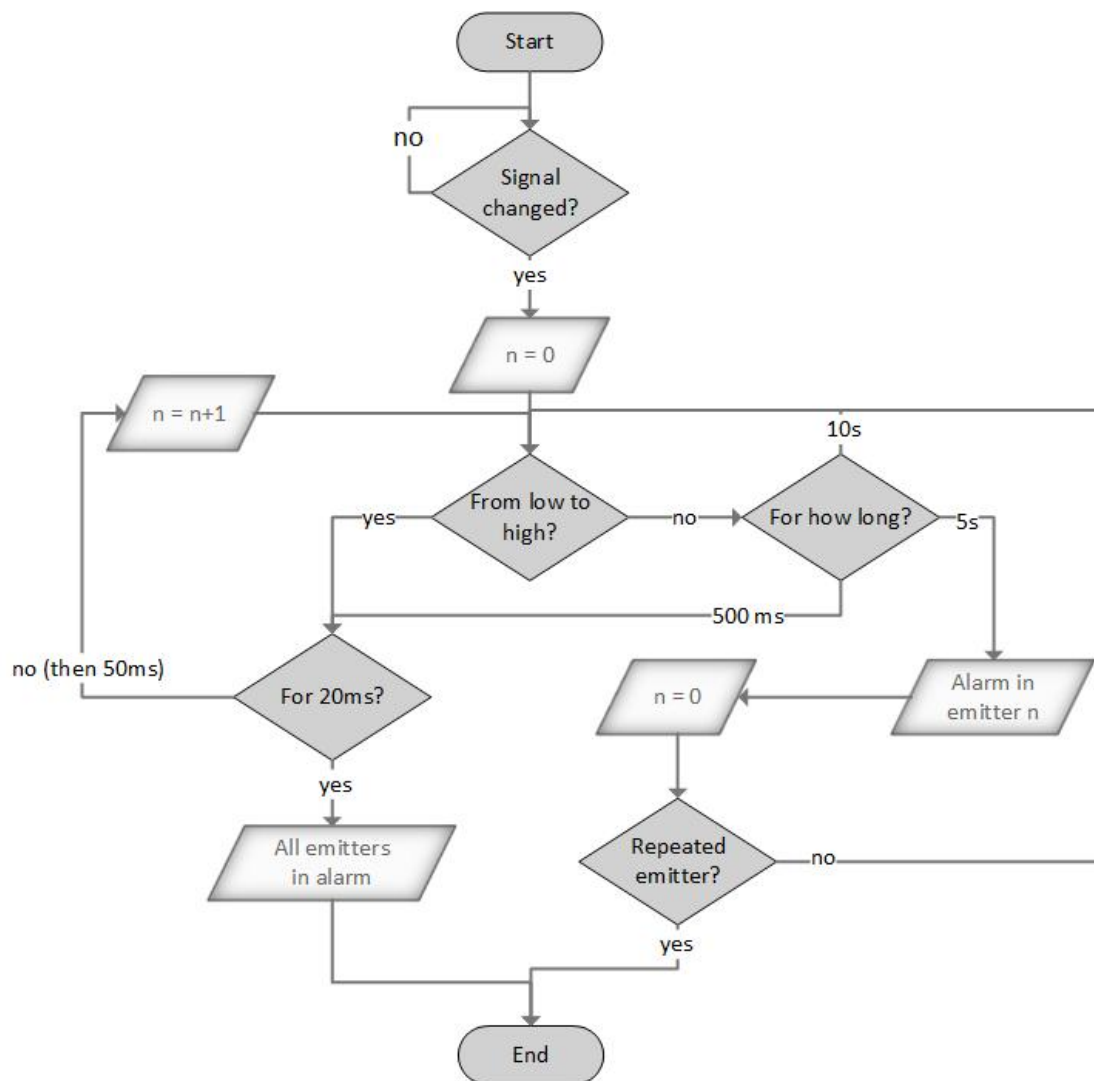 Start
no
Signal
changed?
yes
n = 0
n = n+1
10s
From low to
high?
yes
no
For how long?
5s
500 ms
no (then 50ms)
For 20ms?
n = 0
Alarm in
emitter n
yes
All emitters
in alarm
Repeated
emitter?
no
yes
End